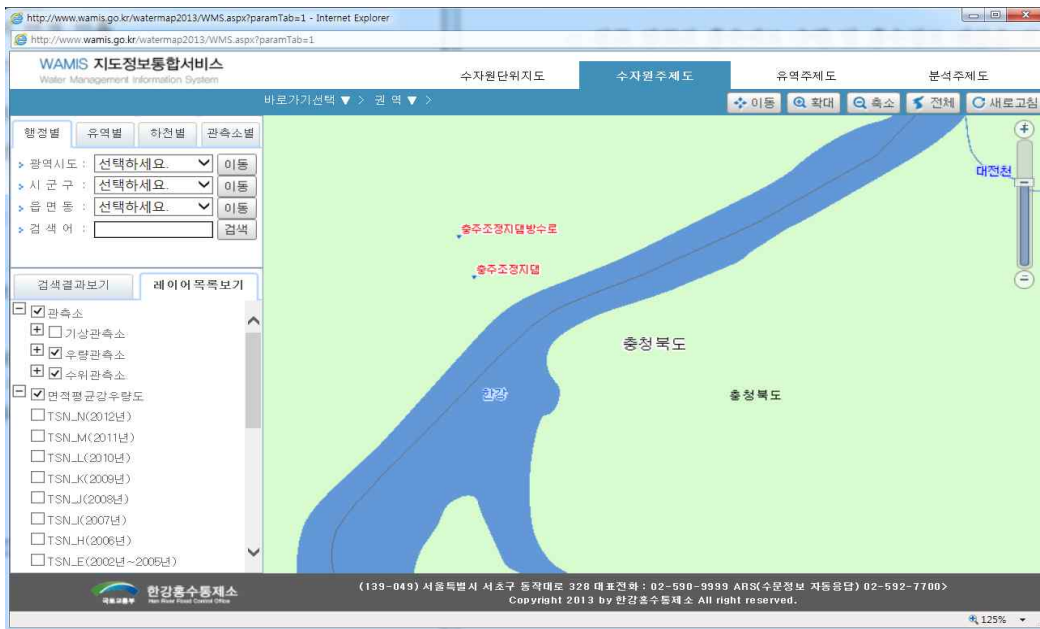 http://www.wamis.go.kr/watermap2013/WMS.aspx?paramTab=1 - Internet Explorer
http://www.wamis.go.kr/watermap2013/WMS.aspx?paramTab=1
WAMIS 지도정보통합서비스
Water Management Information System
수자원단위지도 수자원주제도 유역주제도 분석주제도
바로가기선택 ▼ > 권 역 ▼ >
이동 확대 축소 전체 새로고침
행정별 유역별 하천별 관측소별
광역시도 : 선택하세요. 이동
시 군 구 : 선택하세요. 이동
읍 면 동 : 선택하세요. 이동
검 색 어 : 검색
대전천
충주조정지댐방수로
충주조정지댐
충청북도
한강
충청북도
검색결과보기 레이어목록보기
관측소
기상관측소
우량관측소
수위관측소
면적평균강우량도
TSN_N(2012년)
TSN_M(2011년)
TSN_L(2010년)
TSN_K(2009년)
TSN_J(2008년)
TSN_I(2007년)
TSN_H(2006년)
TSN_E(2002년~2005년)
국토교통부 한강홍수통제소
Han River Flood Control Office
(139-049) 서울특별시 서초구 동작대로 328 대표전화 : 02-590-9999 ARS(수문정보 자동응답) 02-592-7700>
Copyright 2013 by 한강홍수통제소 All right reserved.
125%